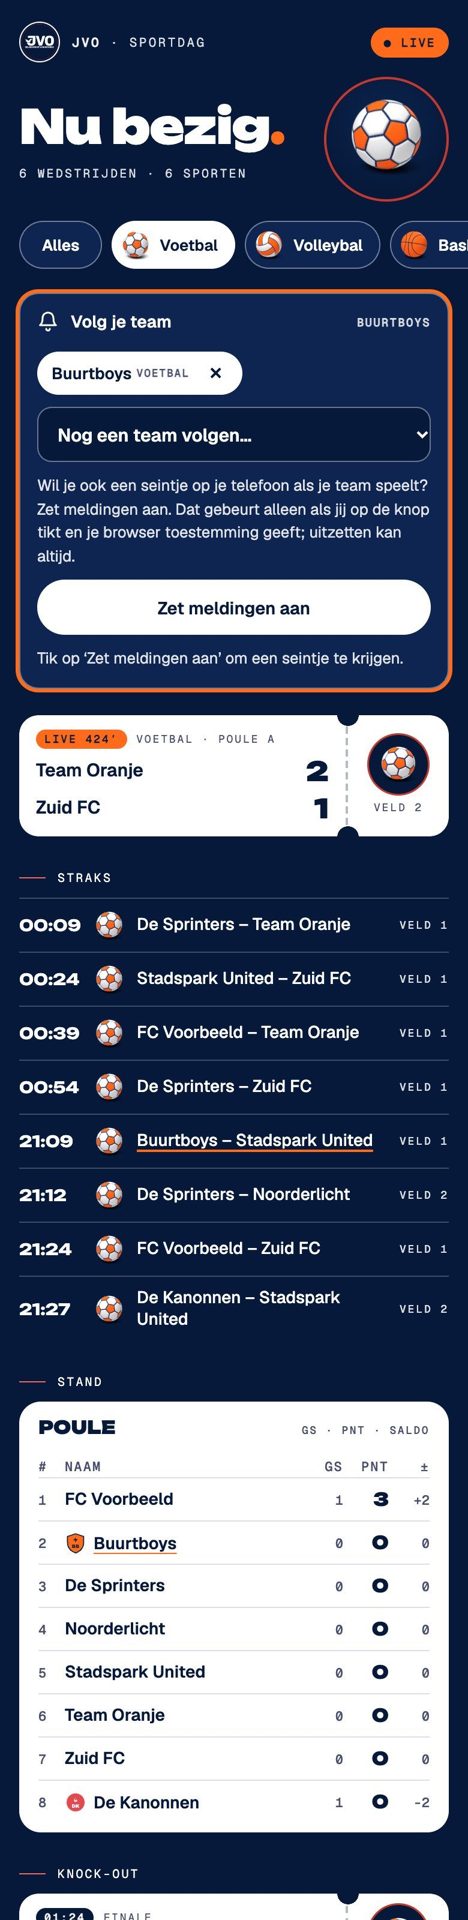 JVO
JVO · SPORTDAG
● LIVE
Nu bezig.
6 WEDSTRIJDEN · 6 SPORTEN
Alles
Voetbal
Volleybal
Bas
Volg je team
BUURTBOYS
Buurtboys VOETBAL ✕
Nog een team volgen...
Wil je ook een seintje op je telefoon als je team speelt?
Zet meldingen aan. Dat gebeurt alleen als jij op de knop
tikt en je browser toestemming geeft; uitzetten kan
altijd.
Zet meldingen aan
Tik op ‘Zet meldingen aan’ om een seintje te krijgen.
LIVE 424' VOETBAL · POULE A
Team Oranje 2
Zuid FC 1
VELD 2
STRAKS
00:09 De Sprinters – Team Oranje VELD 1
00:24 Stadspark United – Zuid FC VELD 1
00:39 FC Voorbeeld – Team Oranje VELD 1
00:54 De Sprinters – Zuid FC VELD 1
21:09 Buurtboys – Stadspark United VELD 1
21:12 De Sprinters – Noorderlicht VELD 2
21:24 FC Voorbeeld – Zuid FC VELD 1
21:27 De Kanonnen – Stadspark United VELD 2
STAND
POULE
GS · PNT · SALDO
# NAAM GS PNT ±
1 FC Voorbeeld 1 3 +2
2 Buurtboys 0 0 0
3 De Sprinters 0 0 0
4 Noorderlicht 0 0 0
5 Stadspark United 0 0 0
6 Team Oranje 0 0 0
7 Zuid FC 0 0 0
8 De Kanonnen 1 0 -2
KNOCK-OUT
01:24 FINALE